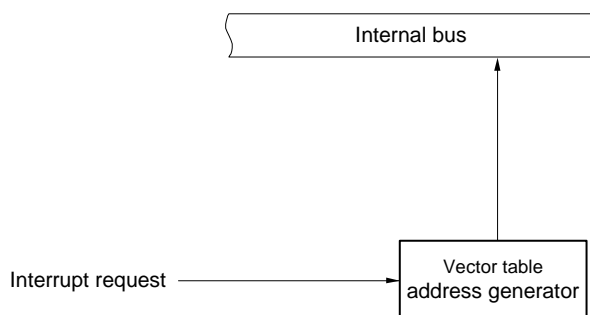 Internal bus
Interrupt request
Vector table
address generator